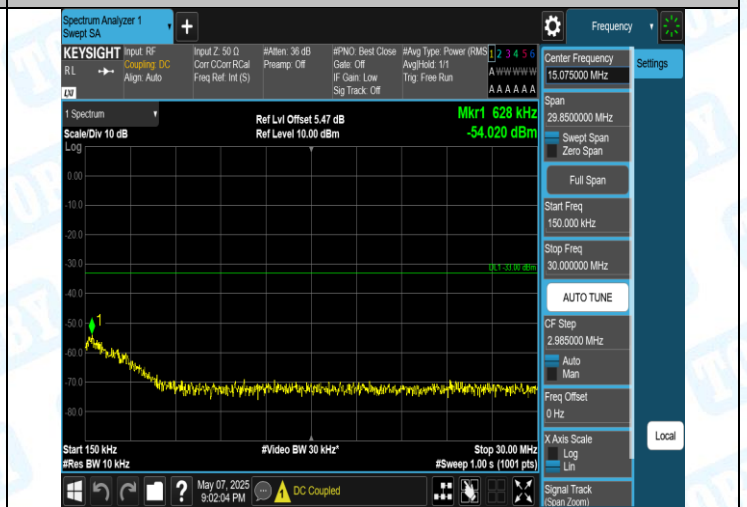 Spectrum Analyzer 1
Swept SA
Frequency
KEYSIGHT
RL
Input: RF
Coupling: DC
Align: Auto
Input Z: 50 Ω
Corr CCorr RCal
Freq Ref: Int (S)
#Atten: 36 dB
Preamp: Off
#PNO: Best Close
Gate: Off
IF Gain: Low
Sig Track: Off
#Avg Type: Power (RMS
Avg|Hold: 1/1
Trig: Free Run
1 2 3 4 5 6
A W W W W W
A A A A A A
LXI
1 Spectrum
Scale/Div 10 dB
Log
Ref Lvl Offset 5.47 dB
Ref Level 10.00 dBm
Mkr1 628 kHz
-54.020 dBm
0.00
-10.0
-20.0
-30.0
-40.0
-50.0
-60.0
-70.0
-80.0
DL1 -33.00 dBm
1
Start 150 kHz
#Res BW 10 kHz
#Video BW 30 kHz*
Stop 30.00 MHz
#Sweep 1.00 s (1001 pts)
May 07, 2025
9:02:04 PM
DC Coupled
Center Frequency
15.075000 MHz
Span
29.8500000 MHz
Swept Span
Zero Span
Full Span
Start Freq
150.000 kHz
Stop Freq
30.000000 MHz
AUTO TUNE
CF Step
2.985000 MHz
Auto
Man
Freq Offset
0 Hz
X Axis Scale
Log
Lin
Signal Track
(Span Zoom)
Settings
Local